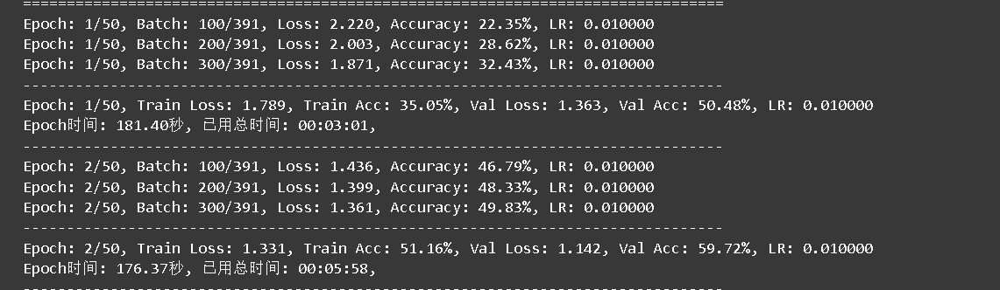 ================================================================================
Epoch: 1/50, Batch: 100/391, Loss: 2.220, Accuracy: 22.35%, LR: 0.010000
Epoch: 1/50, Batch: 200/391, Loss: 2.003, Accuracy: 28.62%, LR: 0.010000
Epoch: 1/50, Batch: 300/391, Loss: 1.871, Accuracy: 32.43%, LR: 0.010000
--------------------------------------------------------------------------------
Epoch: 1/50, Train Loss: 1.789, Train Acc: 35.05%, Val Loss: 1.363, Val Acc: 50.48%, LR: 0.010000
Epoch时间: 181.40秒, 已用总时间: 00:03:01,
--------------------------------------------------------------------------------
Epoch: 2/50, Batch: 100/391, Loss: 1.436, Accuracy: 46.79%, LR: 0.010000
Epoch: 2/50, Batch: 200/391, Loss: 1.399, Accuracy: 48.33%, LR: 0.010000
Epoch: 2/50, Batch: 300/391, Loss: 1.361, Accuracy: 49.83%, LR: 0.010000
--------------------------------------------------------------------------------
Epoch: 2/50, Train Loss: 1.331, Train Acc: 51.16%, Val Loss: 1.142, Val Acc: 59.72%, LR: 0.010000
Epoch时间: 176.37秒, 已用总时间: 00:05:58,
--------------------------------------------------------------------------------